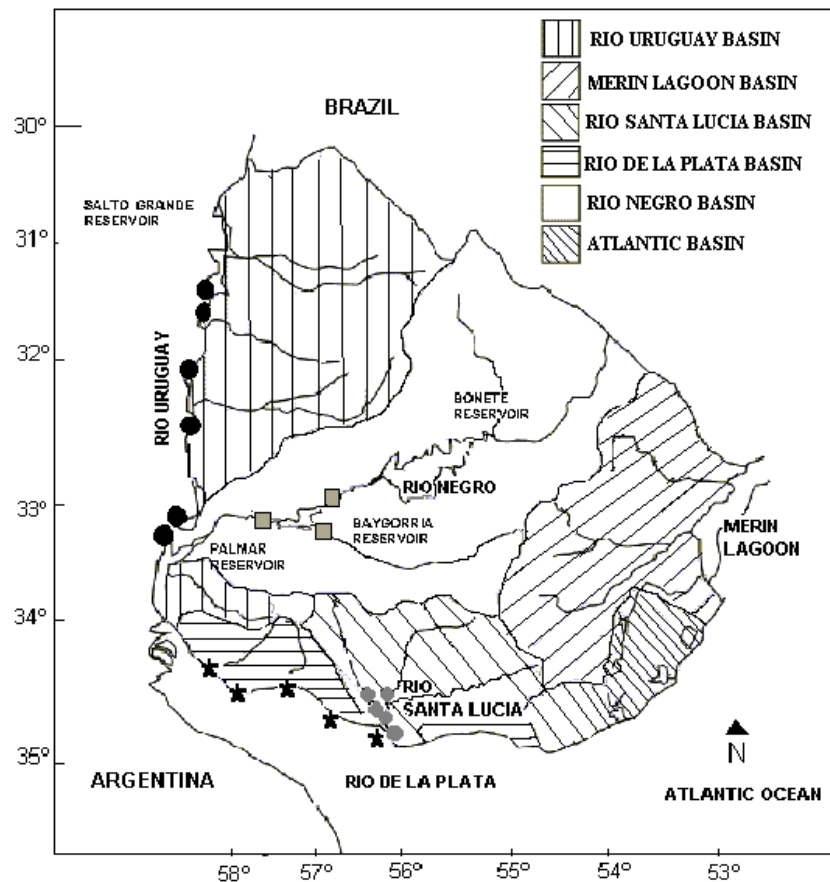 RIO URUGUAY BASIN
MERIN LAGOON BASIN
RIO SANTA LUCIA BASIN
RIO DE LA PLATA BASIN
RIO NEGRO BASIN
ATLANTIC BASIN
BRAZIL
30°
SALTO GRANDE
RESERVOIR
31°
RIO URUGUAY
32°
BONETE
RESERVOIR
RIO NEGRO
33°
BAYGORRIA
RESERVOIR
PALMAR
RESERVOIR
MERIN
LAGOON
34°
RIO
SANTA LUCIA
35°
N
ARGENTINA
RIO DE LA PLATA
ATLANTIC OCEAN
58° 57° 56° 55° 54° 53°